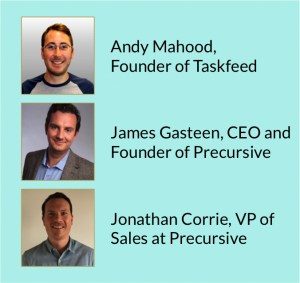 Andy Mahood,
Founder of Taskfeed
James Gasteen, CEO and
Founder of Precursive
Jonathan Corrie, VP of
Sales at Precursive